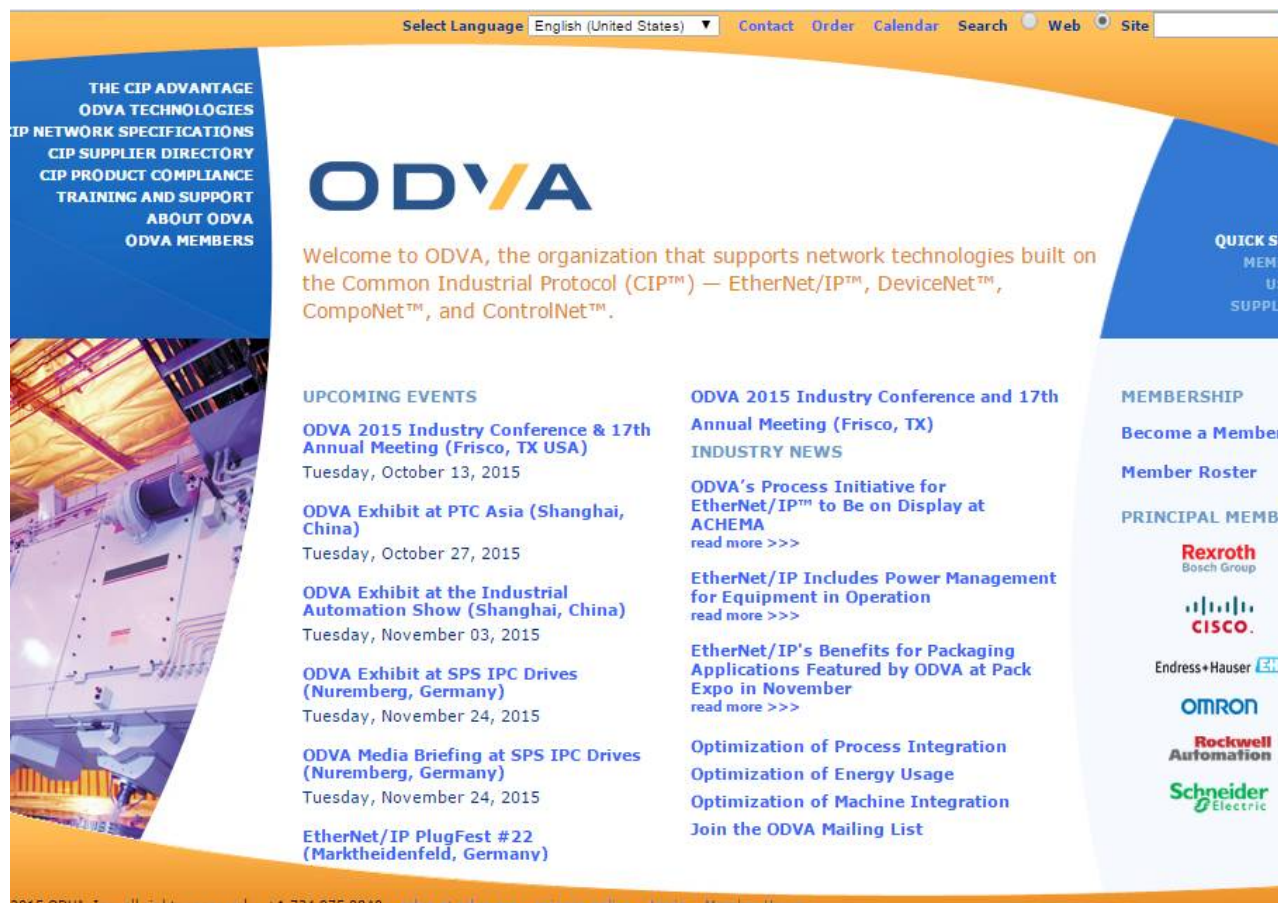 Select Language English (United States) Contact Order Calendar Search Web Site
THE CIP ADVANTAGE
ODVA TECHNOLOGIES
IP NETWORK SPECIFICATIONS
CIP SUPPLIER DIRECTORY
CIP PRODUCT COMPLIANCE
TRAINING AND SUPPORT
ABOUT ODVA
ODVA MEMBERS
ODVA
Welcome to ODVA, the organization that supports network technologies built on
the Common Industrial Protocol (CIP™) — EtherNet/IP™, DeviceNet™,
CompoNet™, and ControlNet™.
QUICK S
MEM
U
SUPPL
UPCOMING EVENTS
ODVA 2015 Industry Conference & 17th
Annual Meeting (Frisco, TX USA)
Tuesday, October 13, 2015
ODVA Exhibit at PTC Asia (Shanghai,
China)
Tuesday, October 27, 2015
ODVA Exhibit at the Industrial
Automation Show (Shanghai, China)
Tuesday, November 03, 2015
ODVA Exhibit at SPS IPC Drives
(Nuremberg, Germany)
Tuesday, November 24, 2015
ODVA Media Briefing at SPS IPC Drives
(Nuremberg, Germany)
Tuesday, November 24, 2015
EtherNet/IP PlugFest #22
(Marktheidenfeld, Germany)
ODVA 2015 Industry Conference and 17th
Annual Meeting (Frisco, TX)
INDUSTRY NEWS
ODVA's Process Initiative for
EtherNet/IP™ to Be on Display at
ACHEMA
read more >>>
EtherNet/IP Includes Power Management
for Equipment in Operation
read more >>>
EtherNet/IP's Benefits for Packaging
Applications Featured by ODVA at Pack
Expo in November
read more >>>
Optimization of Process Integration
Optimization of Energy Usage
Optimization of Machine Integration
Join the ODVA Mailing List
MEMBERSHIP
Become a Member
Member Roster
PRINCIPAL MEMB
Rexroth
Bosch Group
CISCO.
Endress+Hauser EH
OMRON
Rockwell
Automation
Schneider
Electric